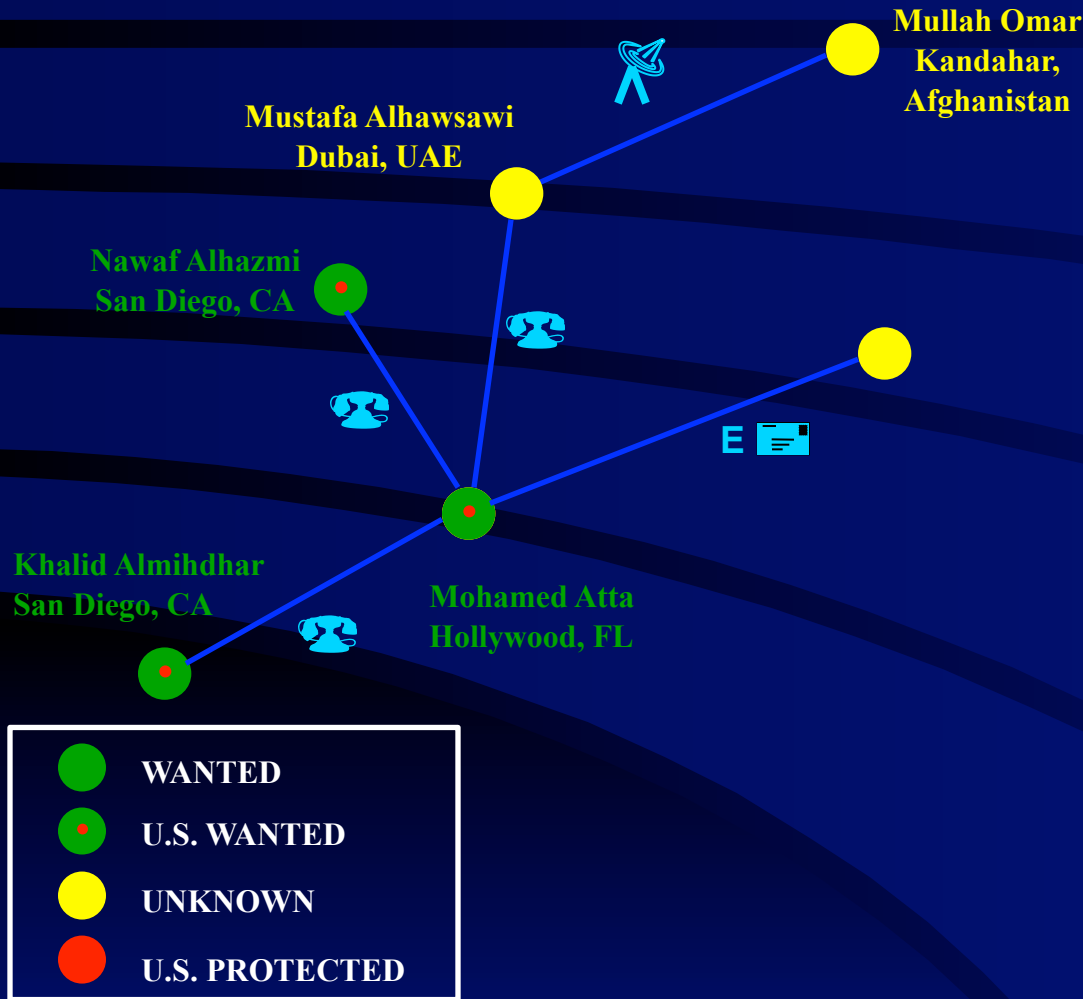 Mullah Omar
Kandahar,
Afghanistan
Mustafa Alhawsawi
Dubai, UAE
Nawaf Alhazmi
San Diego, CA
E
Khalid Almihdhar
San Diego, CA
Mohamed Atta
Hollywood, FL
WANTED
U.S. WANTED
UNKNOWN
U.S. PROTECTED